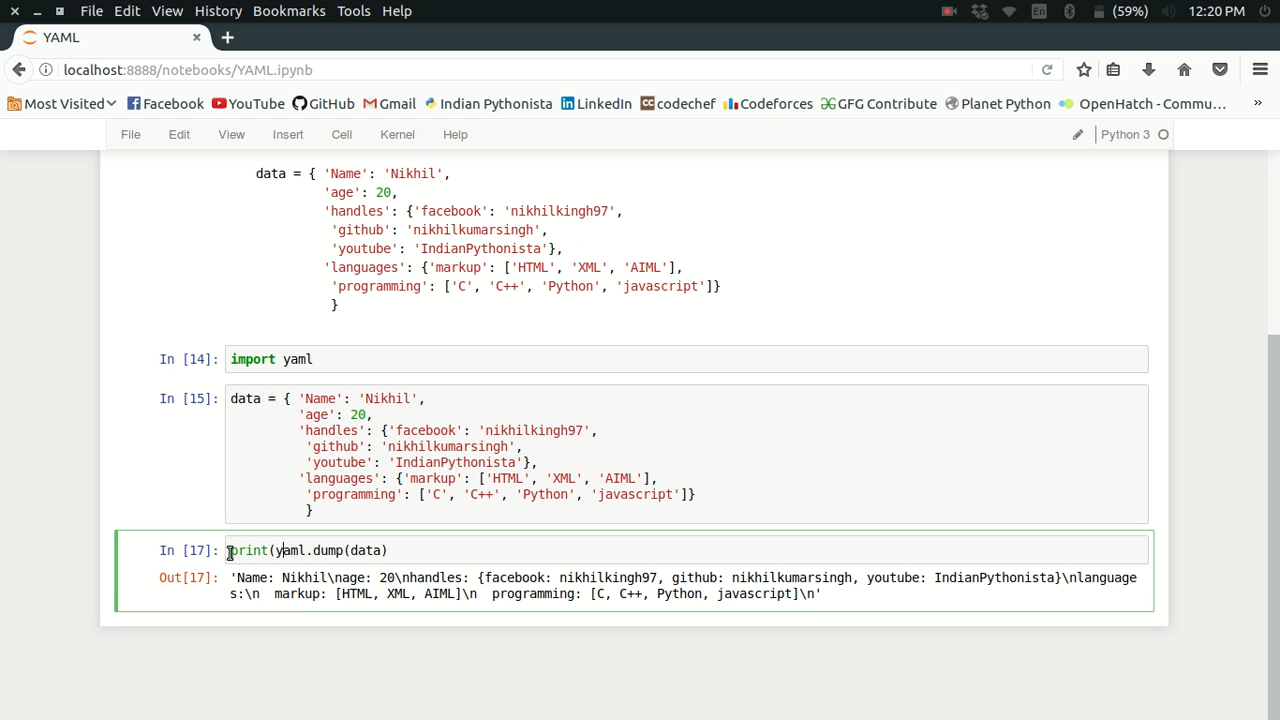 File Edit View History Bookmarks Tools Help En (59%) 12:20 PM
YAML
localhost:8888/notebooks/YAML.ipynb
Most Visited Facebook YouTube GitHub Gmail Indian Pythonista LinkedIn codechef Codeforces GFG Contribute Planet Python OpenHatch - Commu... »
File Edit View Insert Cell Kernel Help Python 3
data = { 'Name': 'Nikhil',
'age': 20,
'handles': {'facebook': 'nikhilkingh97',
'github': 'nikhilkumarsingh',
'youtube': 'IndianPythonista'},
'languages': {'markup': ['HTML', 'XML', 'AIML'],
'programming': ['C', 'C++', 'Python', 'javascript']}
}
In [14]: import yaml
In [15]: data = { 'Name': 'Nikhil',
'age': 20,
'handles': {'facebook': 'nikhilkingh97',
'github': 'nikhilkumarsingh',
'youtube': 'IndianPythonista'},
'languages': {'markup': ['HTML', 'XML', 'AIML'],
'programming': ['C', 'C++', 'Python', 'javascript']}
}
In [17]: print(yaml.dump(data)
Out[17]: 'Name: Nikhil\nage: 20\nhandles: {facebook: nikhilkingh97, github: nikhilkumarsingh, youtube: IndianPythonista}\nlanguage
s:\n  markup: [HTML, XML, AIML]\n  programming: [C, C++, Python, javascript]\n'